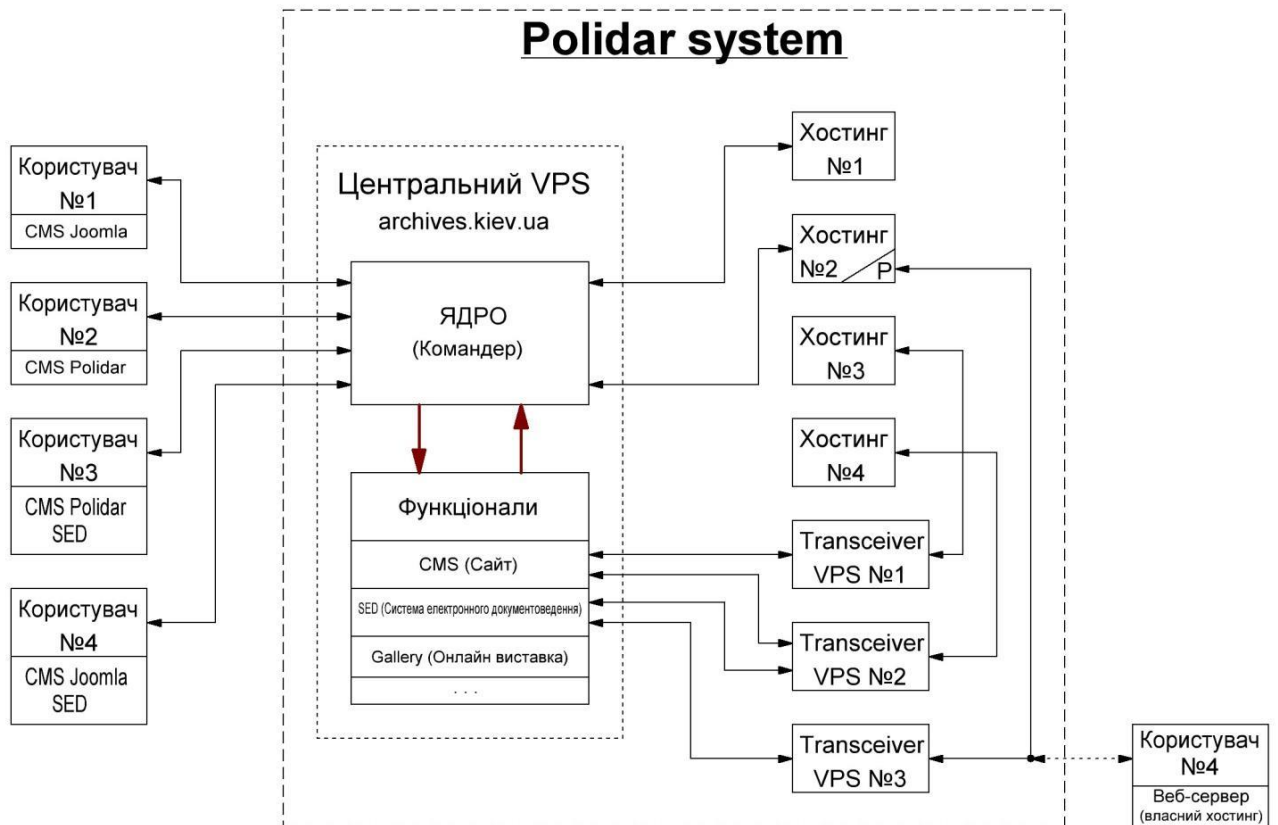 Polidar system
Користувач
№1
CMS Joomla
Користувач
№2
CMS Polidar
Користувач
№3
CMS Polidar
SED
Користувач
№4
CMS Joomla
SED
Центральний VPS
archives.kiev.ua
ЯДРО
(Командер)
Функціонали
CMS (Сайт)
SED (Система електронного документоведення)
Gallery (Онлайн виставка)
. . .
Хостинг
№1
Хостинг
№2 P
Хостинг
№3
Хостинг
№4
Transceiver
VPS №1
Transceiver
VPS №2
Transceiver
VPS №3
Користувач
№4
Веб-сервер
(власний хостинг)